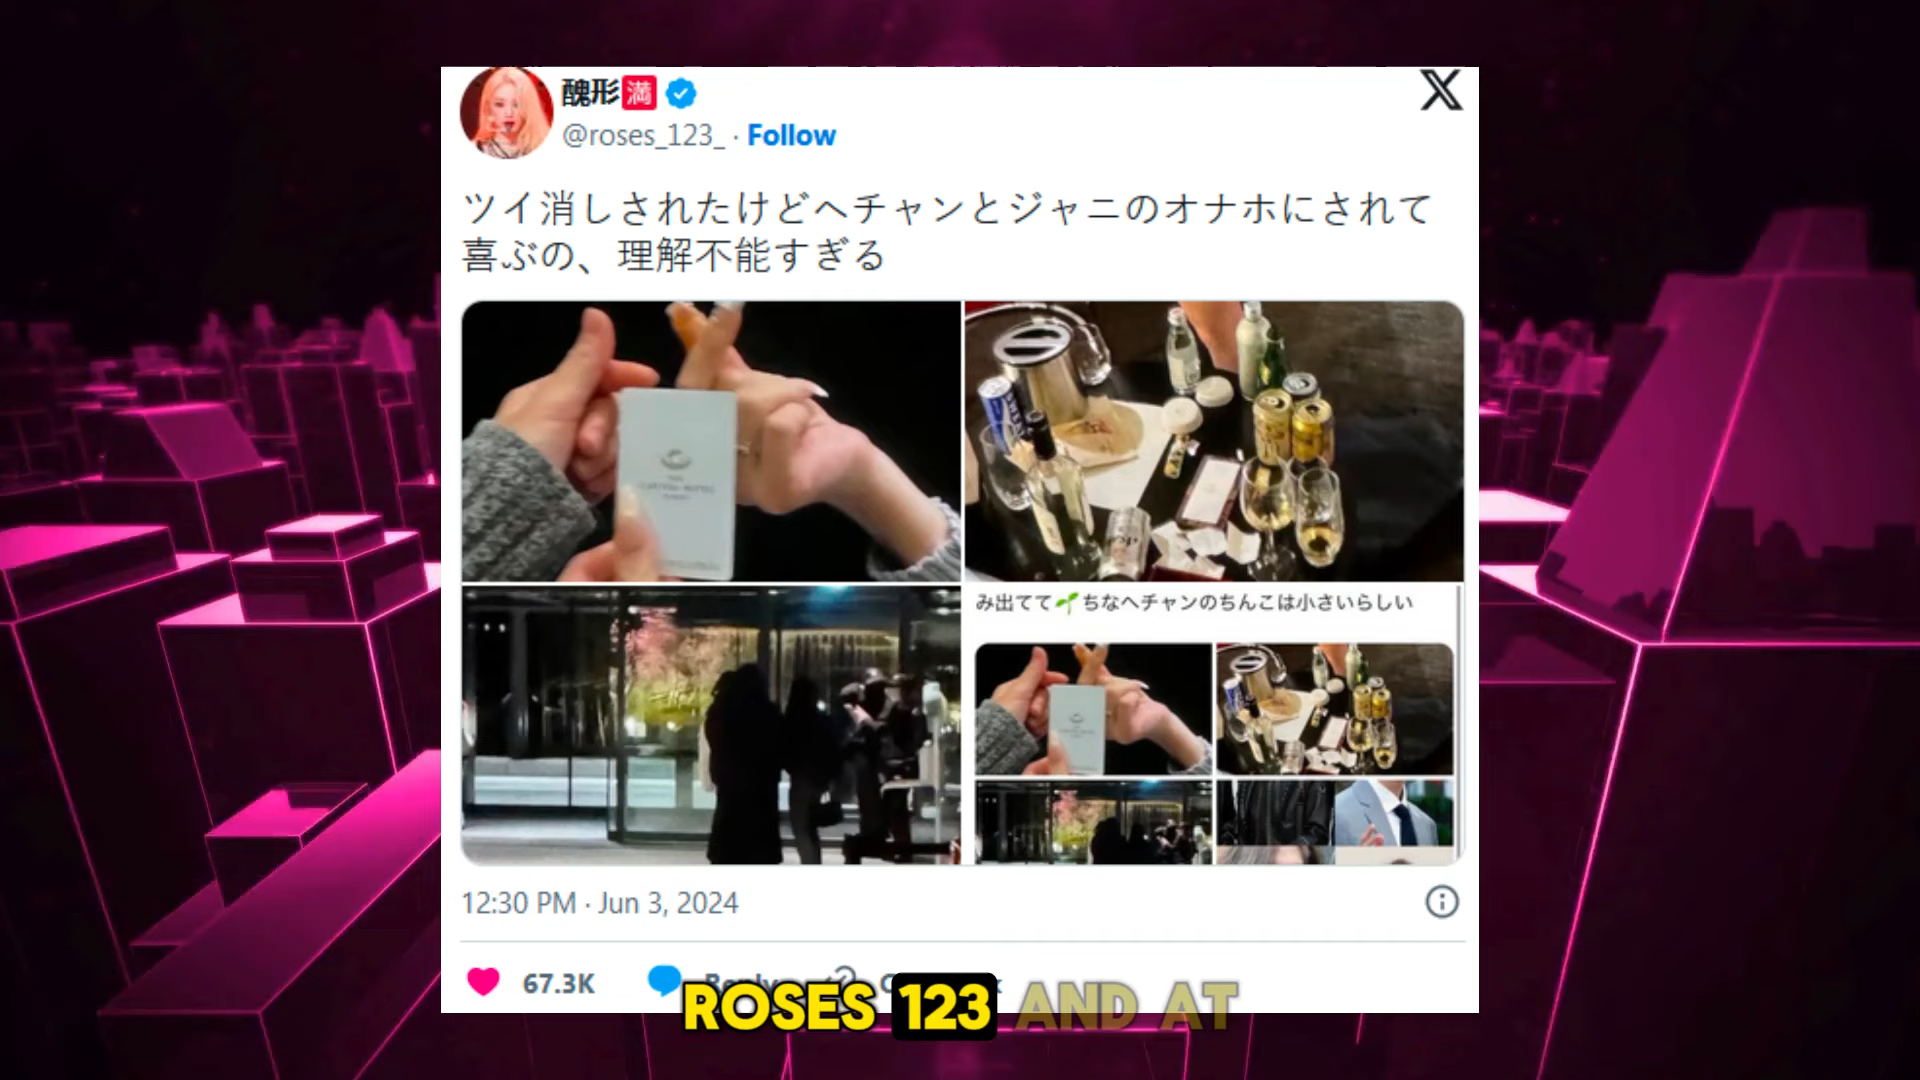 醜形満
@roses_123_ · Follow
ツイ消しされたけどヘチャンとジャニのオナホにされて
喜ぶの、理解不能すぎる
み出てて🌱ちなヘチャンのちんこは小さいらしい
12:30 PM · Jun 3, 2024
67.3K
Reply
ROSES 123 AND AT